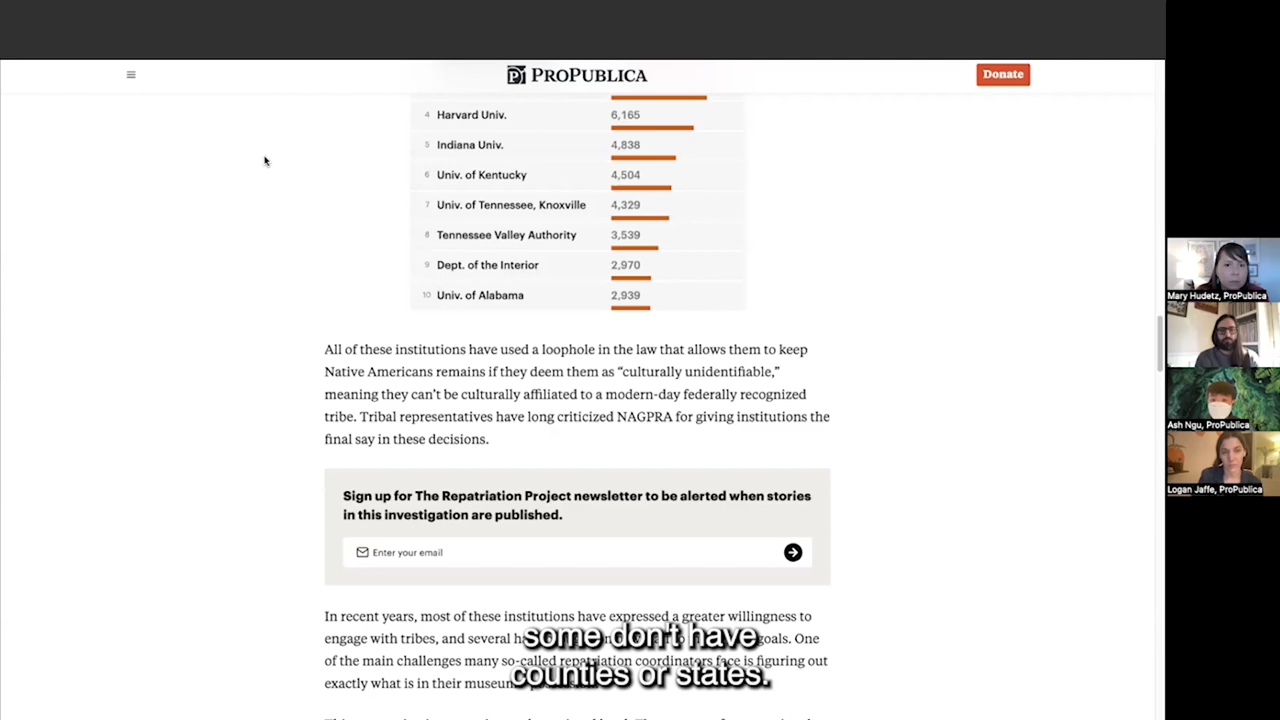 PROPUBLICA
Donate
4 Harvard Univ. 6,165
5 Indiana Univ. 4,838
6 Univ. of Kentucky 4,504
7 Univ. of Tennessee, Knoxville 4,329
8 Tennessee Valley Authority 3,539
9 Dept. of the Interior 2,970
10 Univ. of Alabama 2,939
All of these institutions have used a loophole in the law that allows them to keep
Native Americans remains if they deem them as “culturally unidentifiable,”
meaning they can’t be culturally affiliated to a modern-day federally recognized
tribe. Tribal representatives have long criticized NAGPRA for giving institutions the
final say in these decisions.
Sign up for The Repatriation Project newsletter to be alerted when stories
in this investigation are published.
Enter your email
In recent years, most of these institutions have expressed a greater willingness to
engage with tribes, and several goals. One
of the main challenges many so-called repatriation coordinators face is figuring out
exactly what is in their
some don't have
counties or states.
Mary Hudetz, ProPublica
Ash Ngu, ProPublica
Logan Jaffe, ProPublica